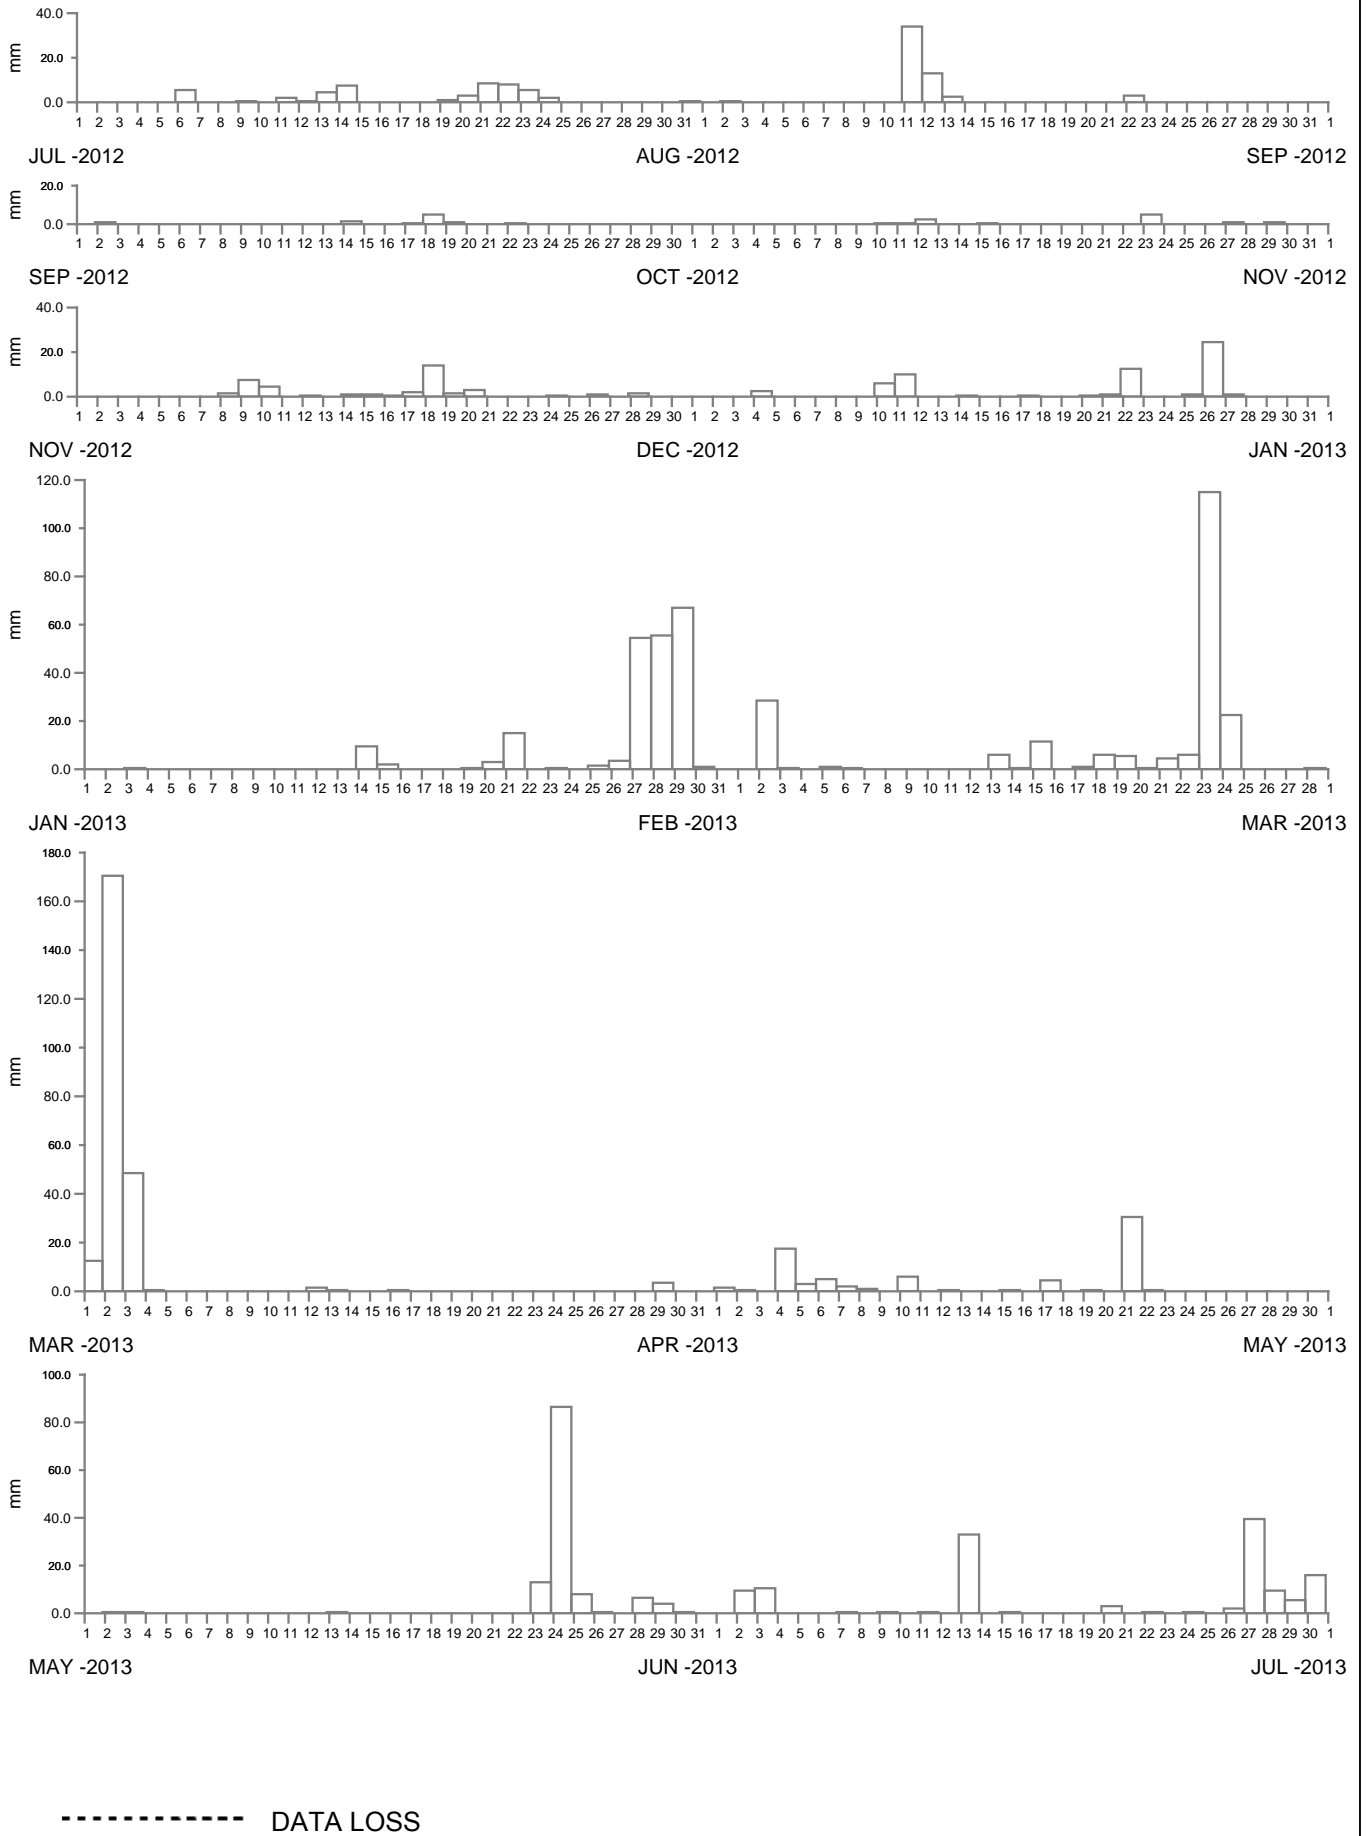 40.0
mm
20.0
0.0
1 2 3 4 5 6 7 8 9 10 11 12 13 14 15 16 17 18 19 20 21 22 23 24 25 26 27 28 29 30 31 1 2 3 4 5 6 7 8 9 10 11 12 13 14 15 16 17 18 19 20 21 22 23 24 25 26 27 28 29 30 31 1
JUL -2012 AUG -2012 SEP -2012
20.0
mm
0.0
1 2 3 4 5 6 7 8 9 10 11 12 13 14 15 16 17 18 19 20 21 22 23 24 25 26 27 28 29 30 1 2 3 4 5 6 7 8 9 10 11 12 13 14 15 16 17 18 19 20 21 22 23 24 25 26 27 28 29 30 31 1
SEP -2012 OCT -2012 NOV -2012
40.0
mm
20.0
0.0
1 2 3 4 5 6 7 8 9 10 11 12 13 14 15 16 17 18 19 20 21 22 23 24 25 26 27 28 29 30 1 2 3 4 5 6 7 8 9 10 11 12 13 14 15 16 17 18 19 20 21 22 23 24 25 26 27 28 29 30 31 1
NOV -2012 DEC -2012 JAN -2013
120.0
100.0
80.0
mm
60.0
40.0
20.0
0.0
1 2 3 4 5 6 7 8 9 10 11 12 13 14 15 16 17 18 19 20 21 22 23 24 25 26 27 28 29 30 31 1 2 3 4 5 6 7 8 9 10 11 12 13 14 15 16 17 18 19 20 21 22 23 24 25 26 27 28 1
JAN -2013 FEB -2013 MAR -2013
180.0
160.0
140.0
120.0
100.0
mm
80.0
60.0
40.0
20.0
0.0
1 2 3 4 5 6 7 8 9 10 11 12 13 14 15 16 17 18 19 20 21 22 23 24 25 26 27 28 29 30 31 1 2 3 4 5 6 7 8 9 10 11 12 13 14 15 16 17 18 19 20 21 22 23 24 25 26 27 28 29 30 1
MAR -2013 APR -2013 MAY -2013
100.0
80.0
60.0
mm
40.0
20.0
0.0
1 2 3 4 5 6 7 8 9 10 11 12 13 14 15 16 17 18 19 20 21 22 23 24 25 26 27 28 29 30 31 1 2 3 4 5 6 7 8 9 10 11 12 13 14 15 16 17 18 19 20 21 22 23 24 25 26 27 28 29 30 1
MAY -2013 JUN -2013 JUL -2013
DATA LOSS